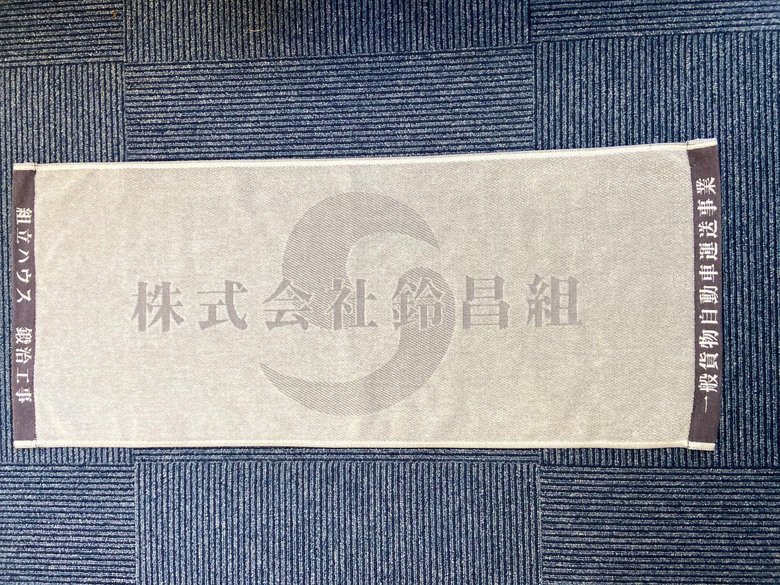 株式会社鈴昌組
組立ハウス 鍛治工事
一般貨物自動車運送事業